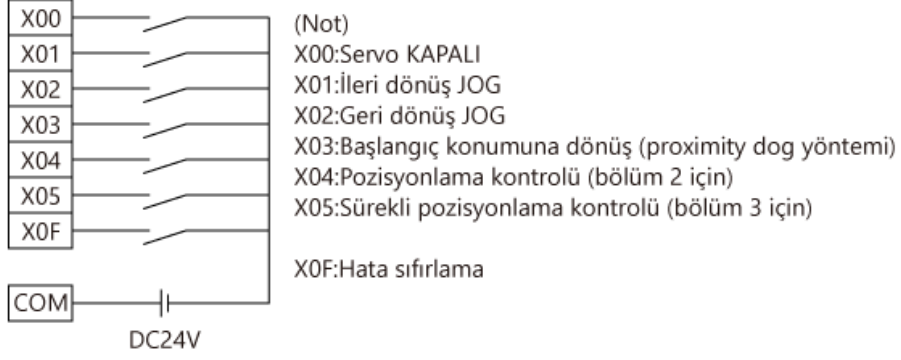 X00
X01
X02
X03
X04
X05
X0F
COM
DC24V
(Not)
X00:Servo KAPALI
X01:İleri dönüş JOG
X02:Geri dönüş JOG
X03:Başlangıç konumuna dönüş (proximity dog yöntemi)
X04:Pozisyonlama kontrolü (bölüm 2 için)
X05:Sürekli pozisyonlama kontrolü (bölüm 3 için)
X0F:Hata sıfırlama